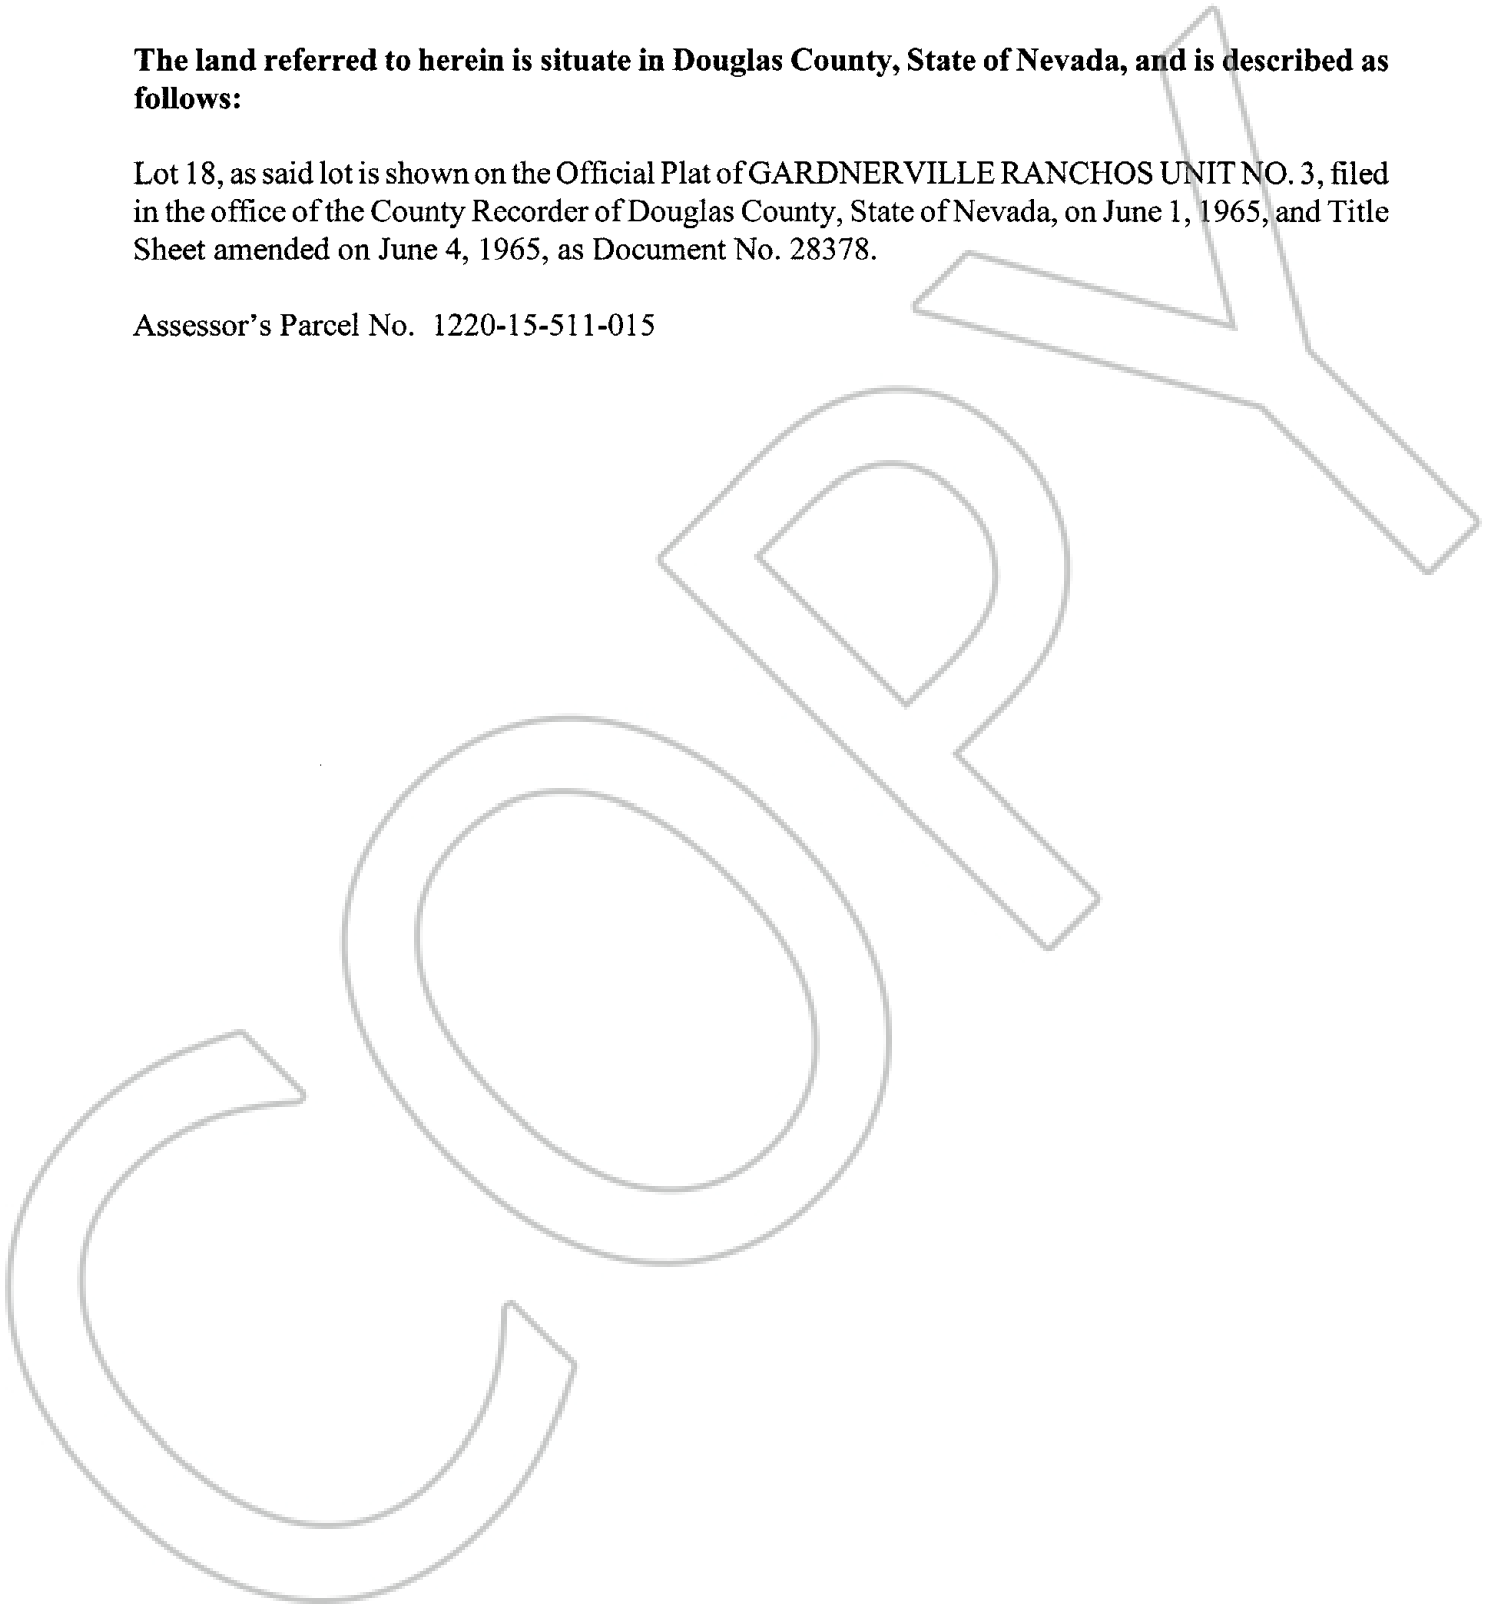 The land referred to herein is situate in Douglas County, State of Nevada, and is described as
follows:
Lot 18, as said lot is shown on the Official Plat of GARDNERVILLE RANCHOS UNIT NO. 3, filed
in the office of the County Recorder of Douglas County, State of Nevada, on June 1, 1965, and Title
Sheet amended on June 4, 1965, as Document No. 28378.
Assessor's Parcel No. 1220-15-511-015
COPY